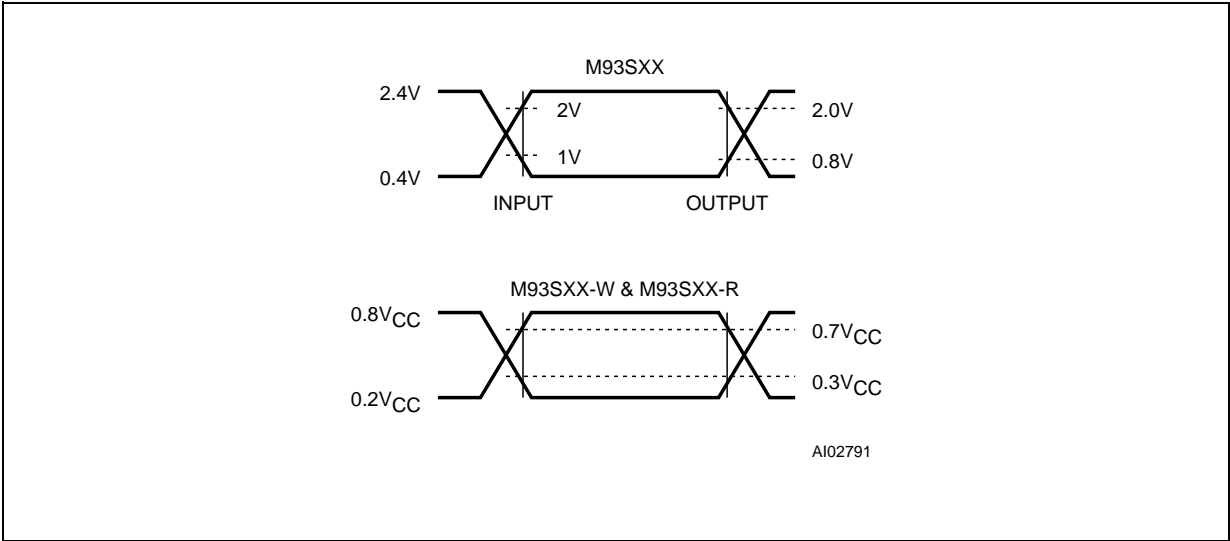 M93SXX
2.4V
2V
2.0V
1V
0.8V
0.4V
INPUT OUTPUT
M93SXX-W & M93SXX-R
0.8VCC
0.7VCC
0.3VCC
0.2VCC
AI02791